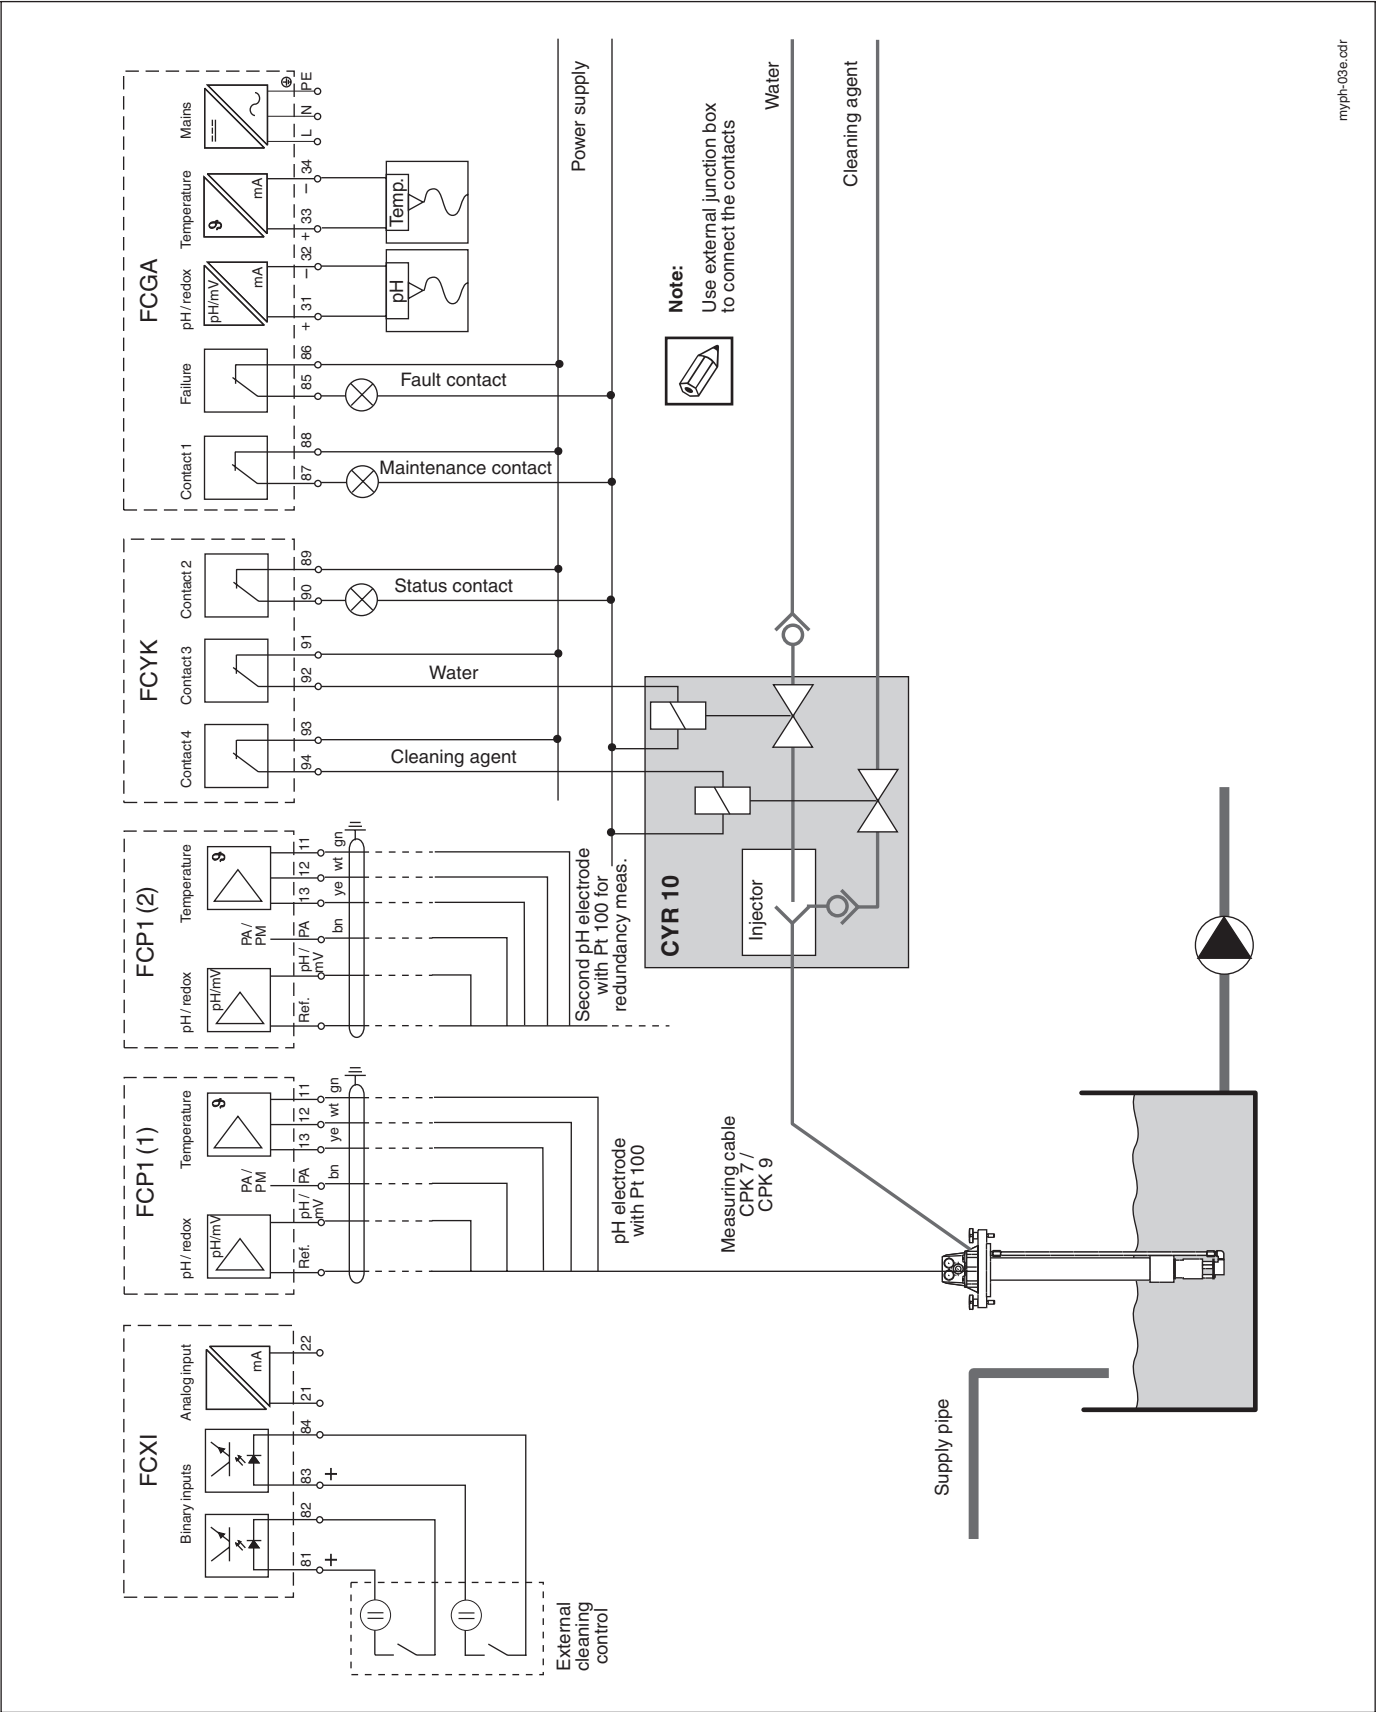 FCXI
Binary inputs
Analog input
mA
81
82
83
84
21
22
+
+
External
cleaning
control
FCP1 (1)
pH / redox
PA /
PM
Temperature
pH/mV
ϑ
Ref.
pH /
mV
PA
13
12
11
bn
ye
wt
gn
pH electrode
with Pt 100
Measuring cable
CPK 7 /
CPK 9
FCP1 (2)
pH / redox
PA /
PM
Temperature
pH/mV
ϑ
Ref.
pH /
mV
PA
13
12
11
bn
ye
wt
gn
Second pH electrode
with Pt 100 for
redundancy meas.
FCYK
Contact 4
Contact 3
Contact 2
94
93
92
91
90
89
Cleaning agent
Water
Status contact
FCGA
Contact 1
Failure
pH / redox
Temperature
Mains
pH/mV
mA
ϑ
mA
87
88
85
86
+ 31
– 32
+ 33
– 34
L
N
PE
Maintenance contact
Fault contact
pH
Temp.
Power supply
CYR 10
Injector
Note:
Use external junction box
to connect the contacts
Water
Cleaning agent
Supply pipe
myph-03e.cdr